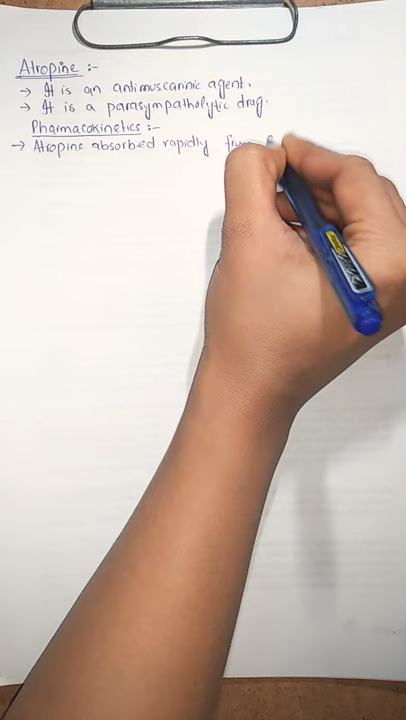 Atropine :-
→ It is an antimuscarinic agent.
→ It is a parasympatholytic drug.
Pharmacokinetics :-
→ Atropine absorbed rapidly from